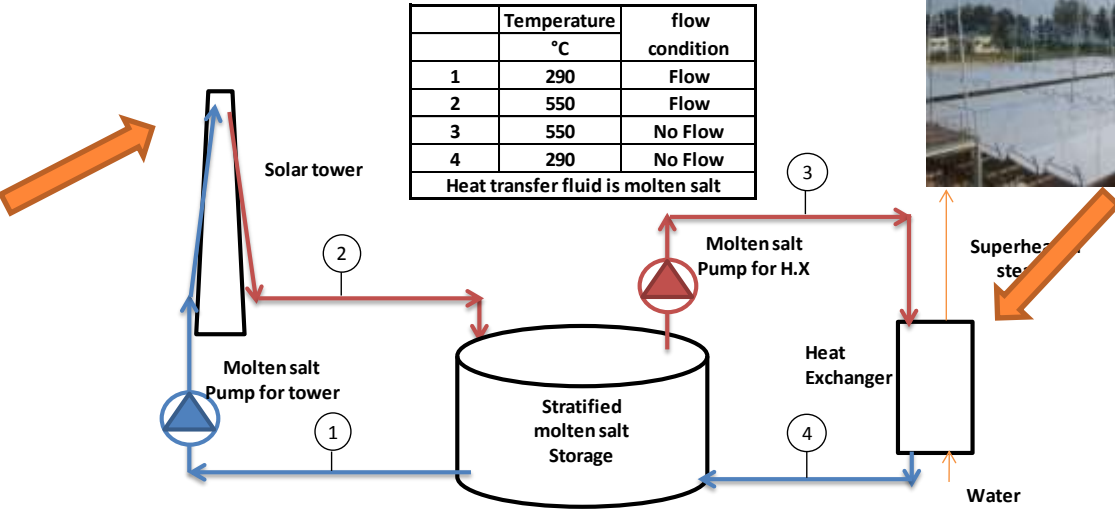 Temperature flow
°C condition
1 290 Flow
2 550 Flow
3 550 No Flow
4 290 No Flow
Heat transfer fluid is molten salt
Solar tower
3
2
Molten salt
Pump for H.X
Molten salt
Pump for tower
Heat
Exchanger
Stratified
molten salt
Storage
1
4
Water